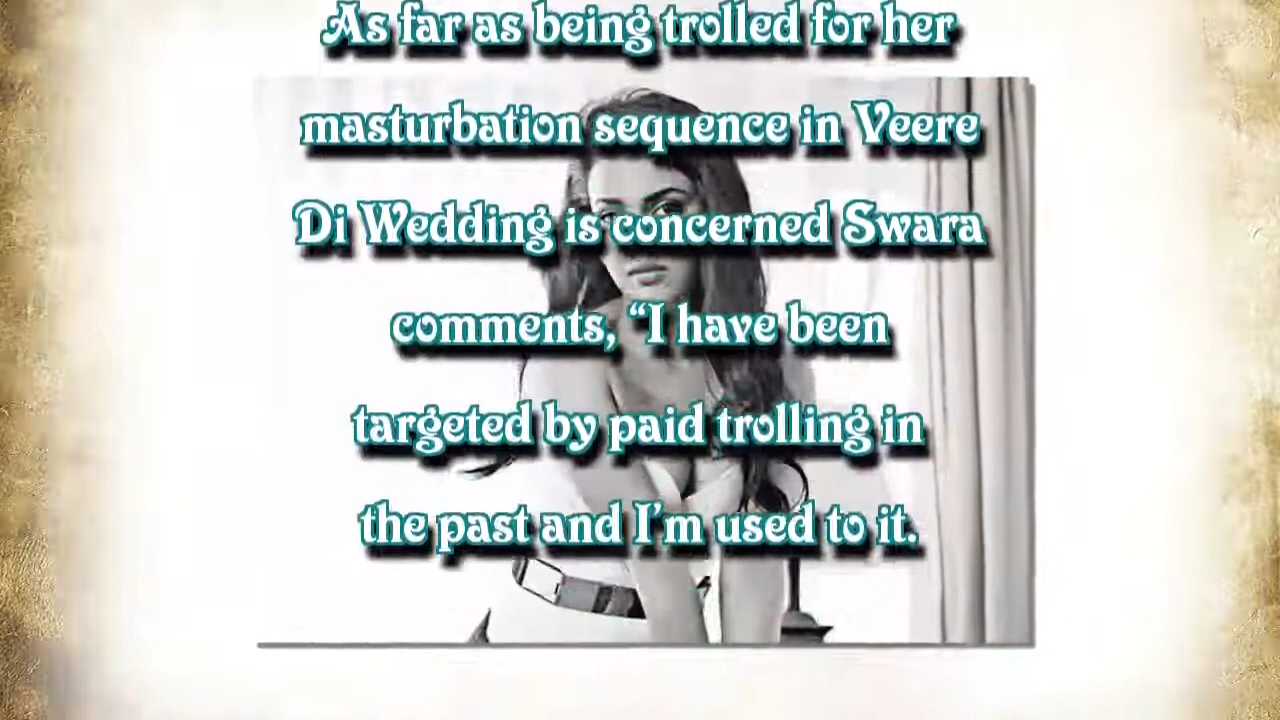 As far as being trolled for her
masturbation sequence in Veere
Di Wedding is concerned Swara
comments, “I have been
targeted by paid trolling in
the past and I’m used to it.